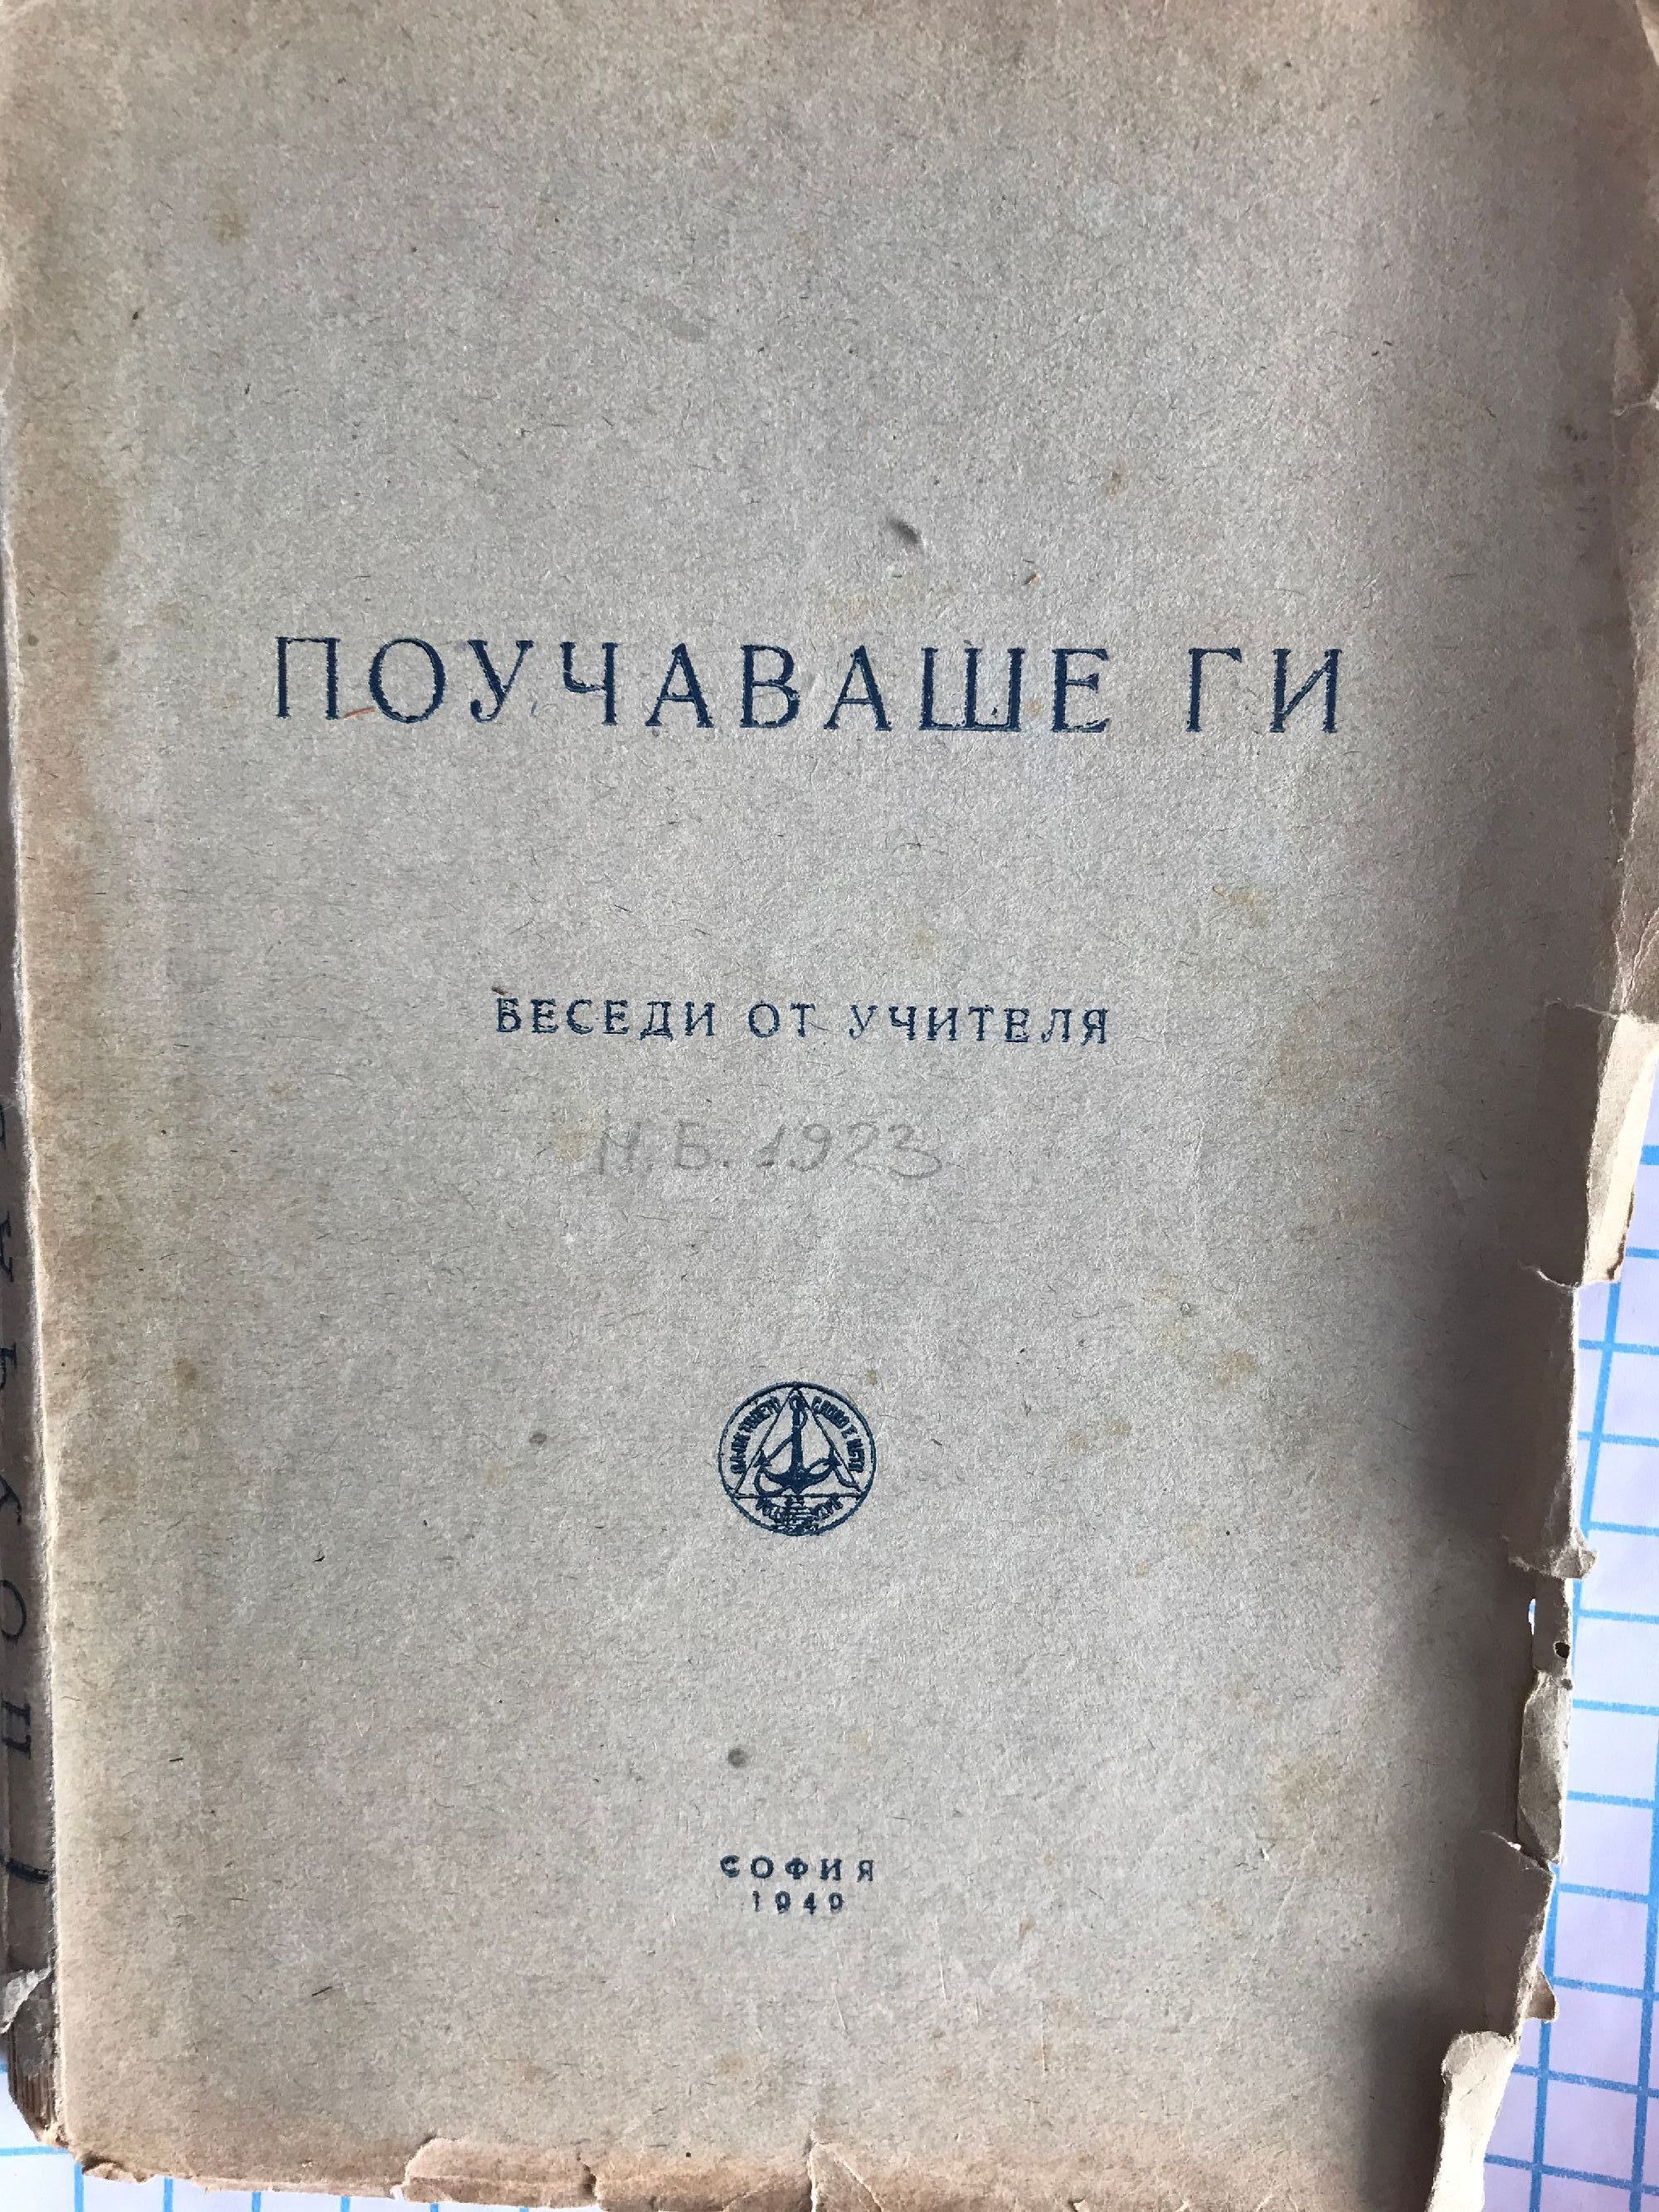 ПОУЧАВАШЕ ГИ
БЕСЕДИ ОТ УЧИТЕЛЯ
Н.Б. 1923
СОФИЯ
1949